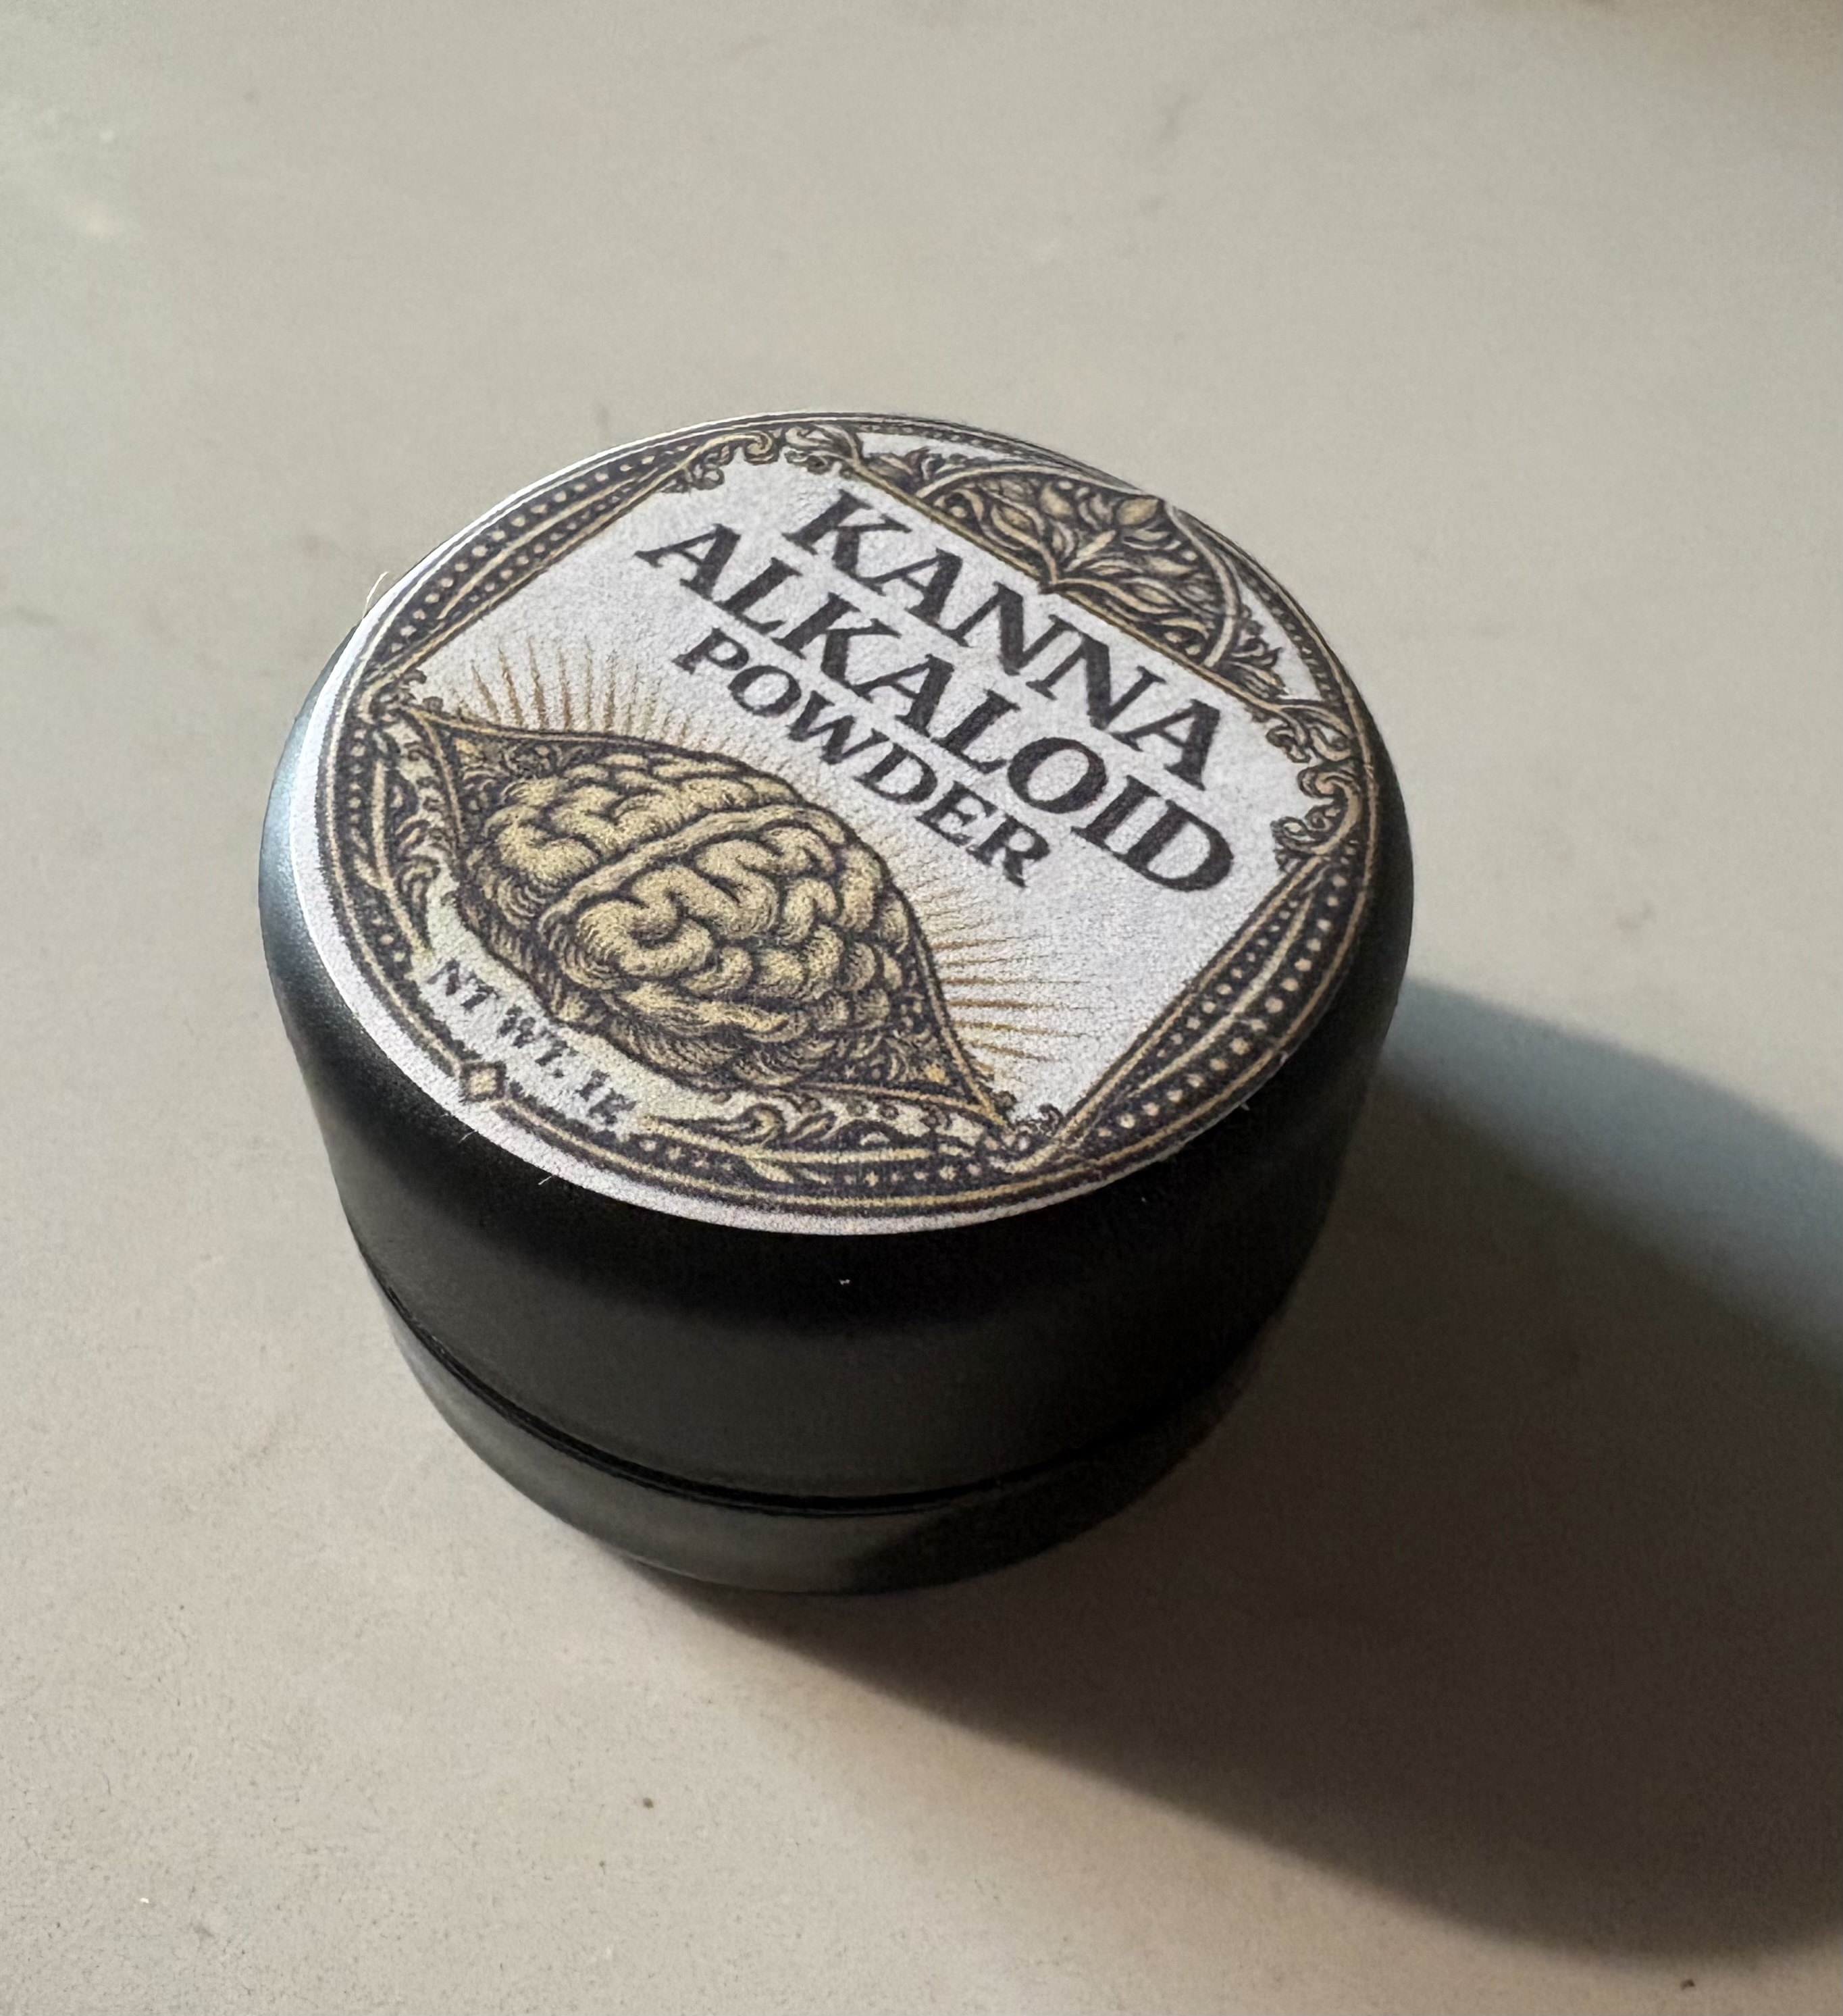 KANNA
ALKALOID
POWDER
NT WT. 1g